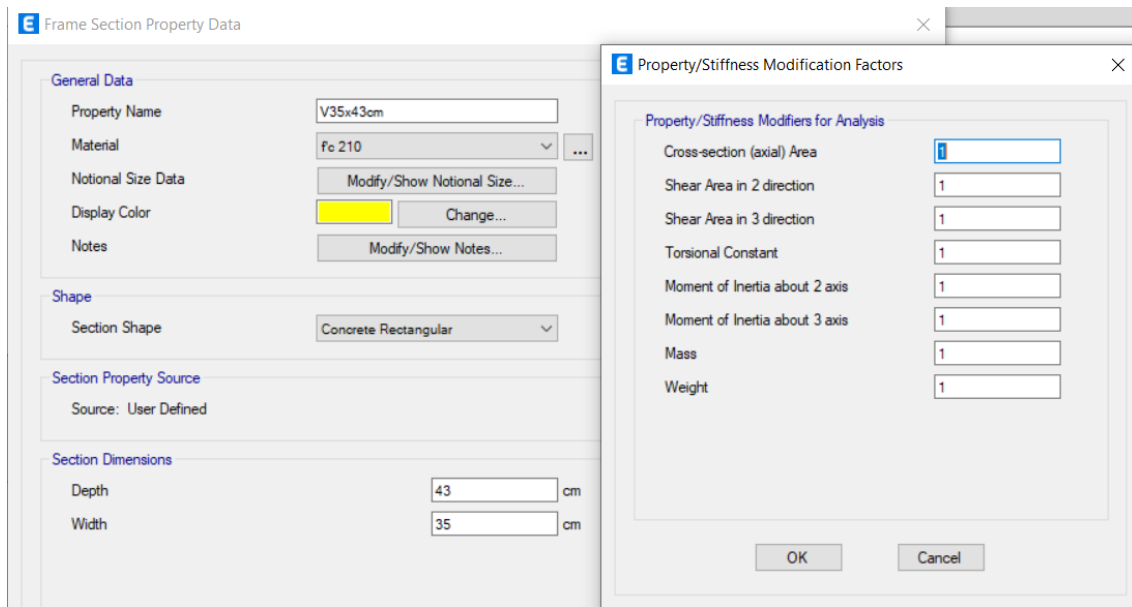 E Frame Section Property Data
General Data
Property Name V35x43cm
Material f'c 210 ...
Notional Size Data Modify/Show Notional Size...
Display Color Change...
Notes Modify/Show Notes...
Shape
Section Shape Concrete Rectangular
Section Property Source
Source: User Defined
Section Dimensions
Depth 43 cm
Width 35 cm
E Property/Stiffness Modification Factors
Property/Stiffness Modifiers for Analysis
Cross-section (axial) Area 1
Shear Area in 2 direction 1
Shear Area in 3 direction 1
Torsional Constant 1
Moment of Inertia about 2 axis 1
Moment of Inertia about 3 axis 1
Mass 1
Weight 1
OK Cancel